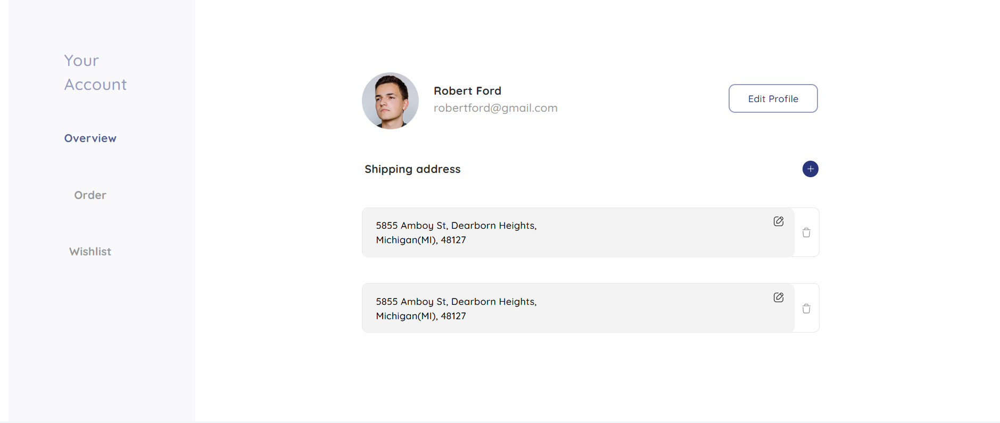 Your
Account
Overview
Order
Wishlist
Robert Ford
robertford@gmail.com
Edit Profile
Shipping address
5855 Amboy St, Dearborn Heights,
Michigan(MI), 48127
5855 Amboy St, Dearborn Heights,
Michigan(MI), 48127